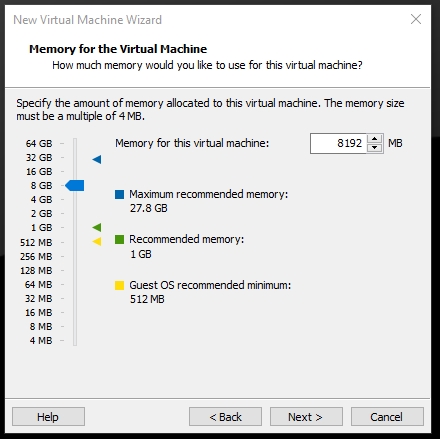 New Virtual Machine Wizard
Memory for the Virtual Machine
How much memory would you like to use for this virtual machine?
Specify the amount of memory allocated to this virtual machine. The memory size
must be a multiple of 4 MB.
Memory for this virtual machine: 8192 MB
64 GB
32 GB
16 GB
8 GB
4 GB
2 GB
1 GB
512 MB
256 MB
128 MB
64 MB
32 MB
16 MB
8 MB
4 MB
Maximum recommended memory:
27.8 GB
Recommended memory:
1 GB
Guest OS recommended minimum:
512 MB
Help
< Back
Next >
Cancel